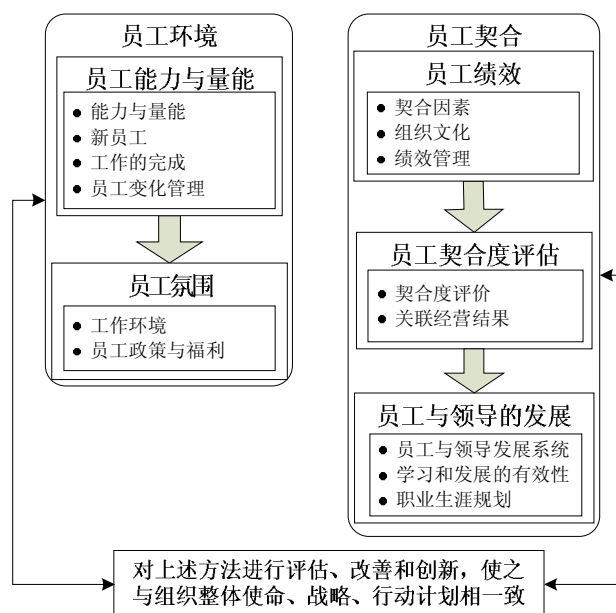 员工环境
员工能力与量能
● 能力与量能
● 新员工
● 工作的完成
● 员工变化管理
员工氛围
● 工作环境
● 员工政策与福利
员工契合
员工绩效
● 契合因素
● 组织文化
● 绩效管理
员工契合度评估
● 契合度评价
● 关联经营结果
员工与领导的发展
● 员工与领导发展系统
● 学习和发展的有效性
● 职业生涯规划
对上述方法进行评估、改善和创新，使之
与组织整体使命、战略、行动计划相一致